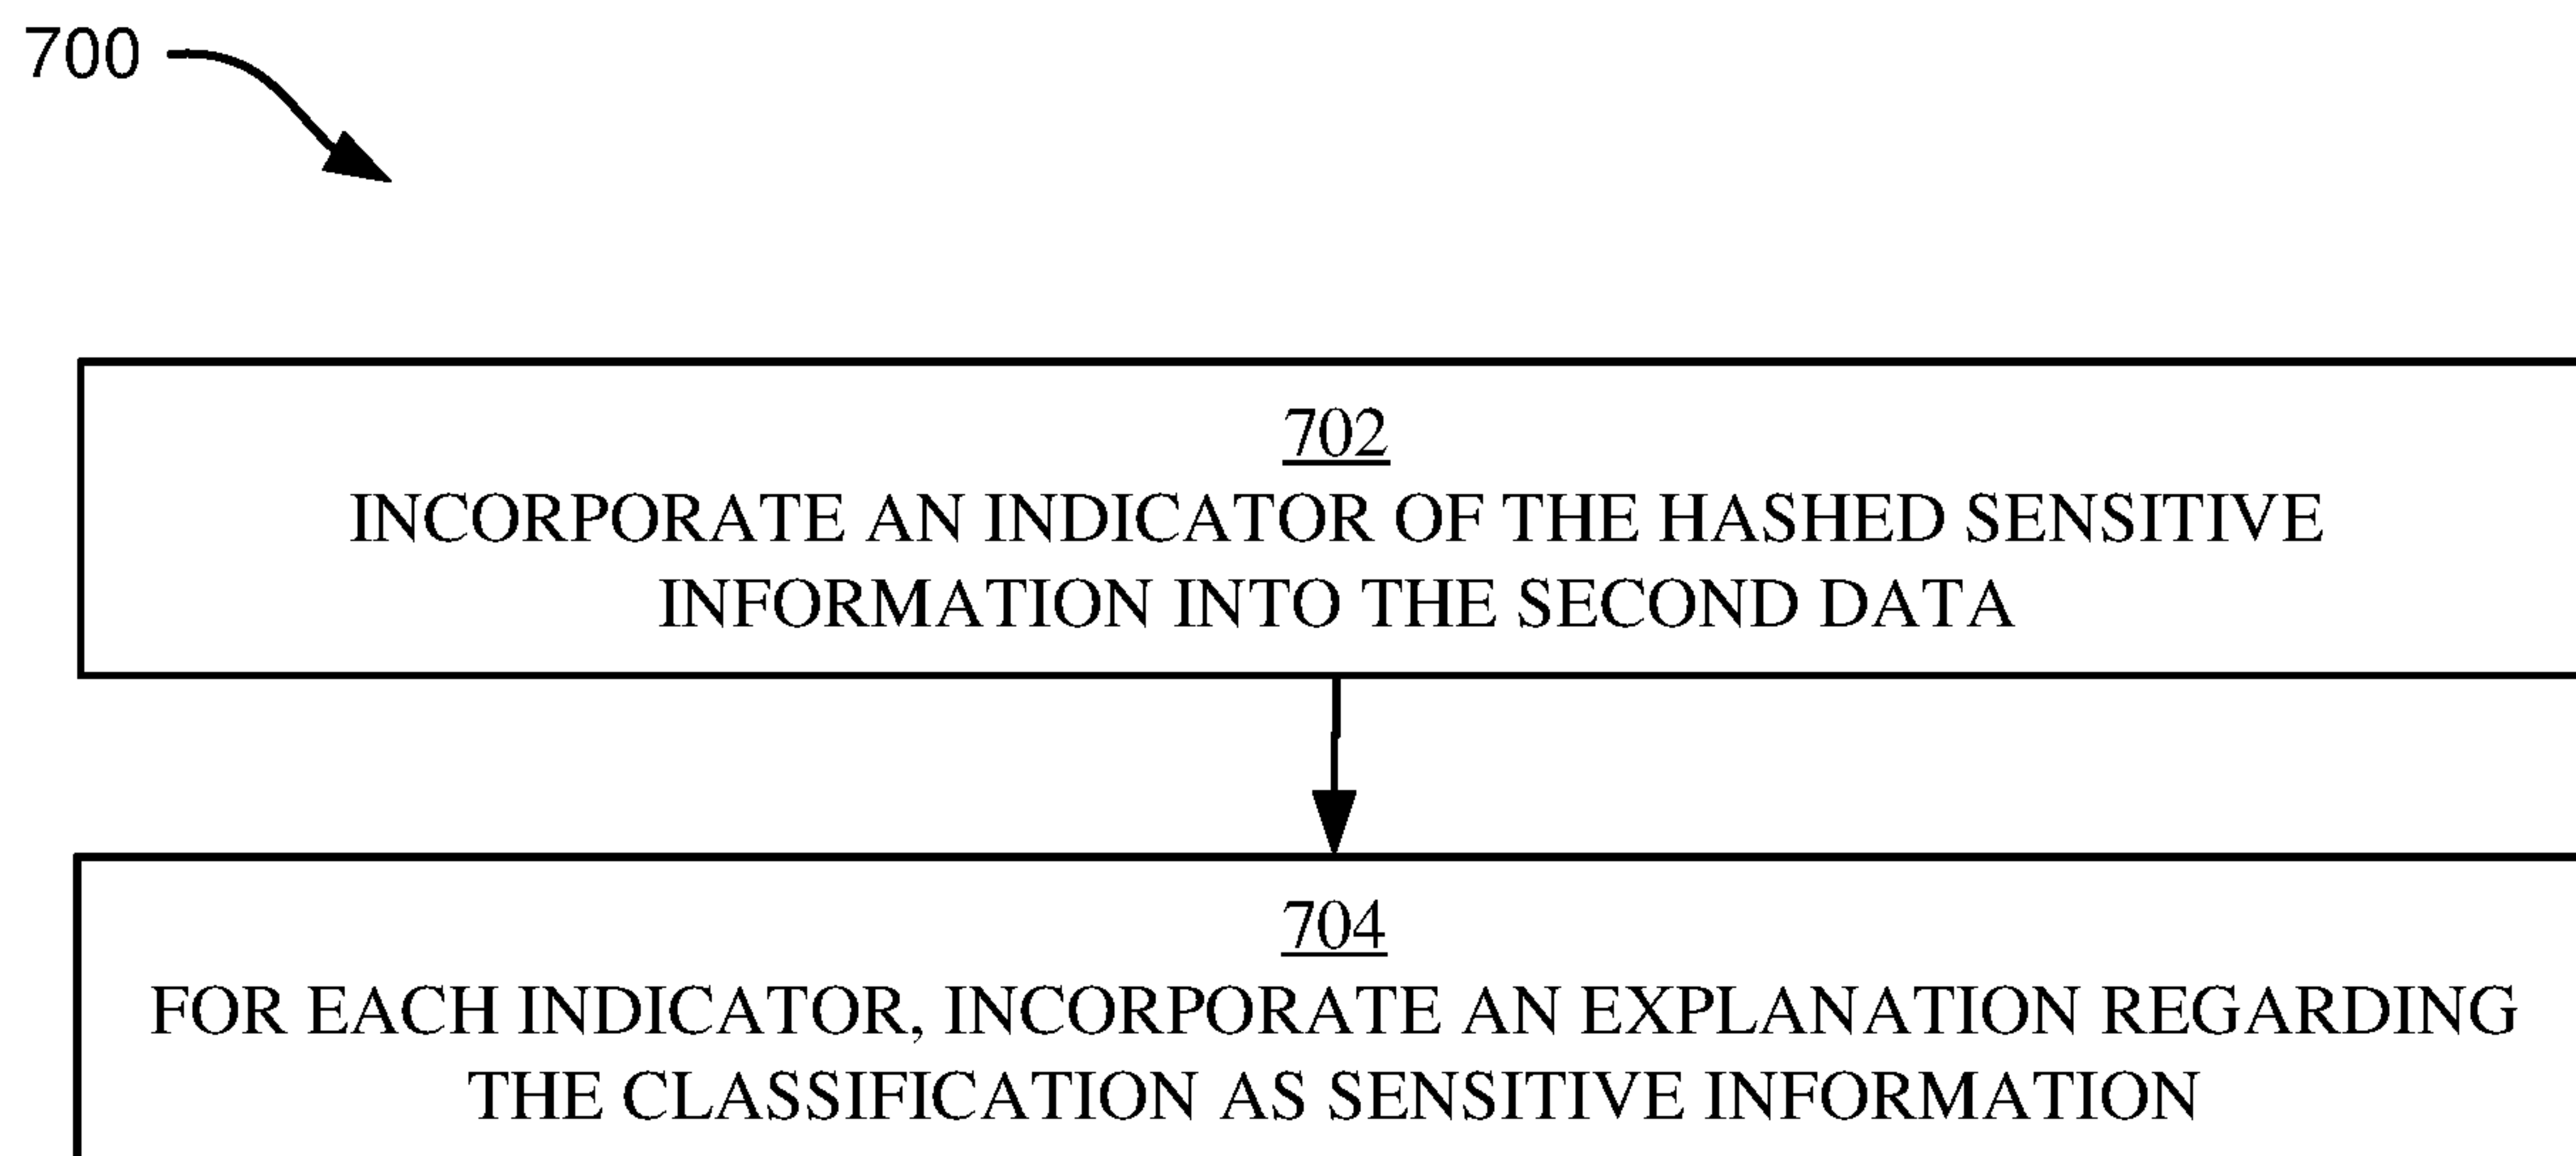 700
702
INCORPORATE AN INDICATOR OF THE HASHED SENSITIVE
INFORMATION INTO THE SECOND DATA
704
FOR EACH INDICATOR, INCORPORATE AN EXPLANATION REGARDING
THE CLASSIFICATION AS SENSITIVE INFORMATION